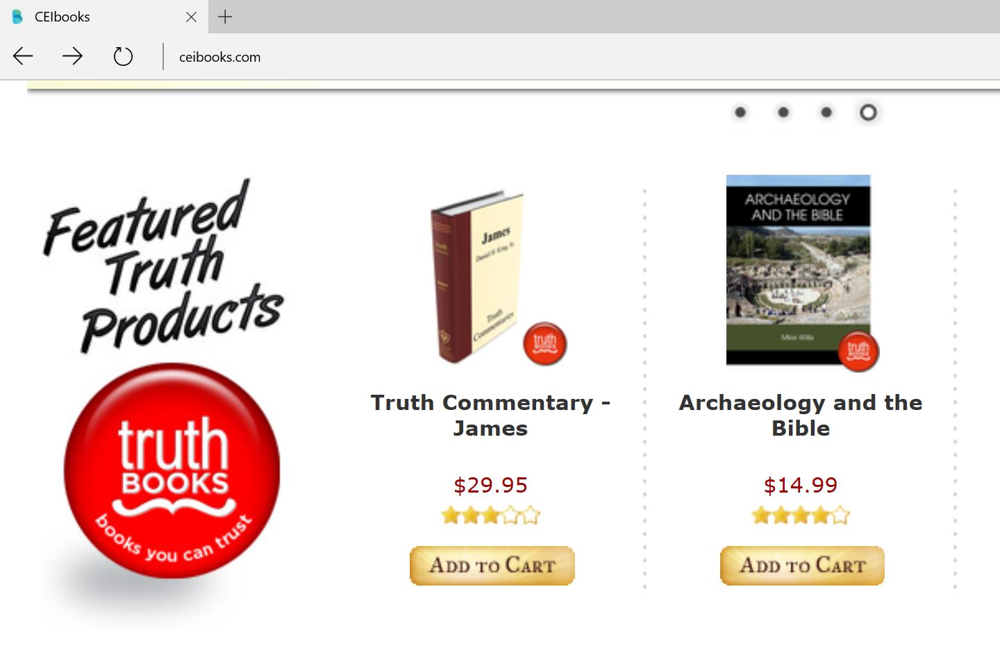 CEIbooks
ceibooks.com
Featured
Truth
Products
truth
BOOKS
books you can trust
James
Daniel H. King, Sr.
Truth
Commentaries
truth
BOOKS
Truth Commentary -
James
$29.95
ADD TO CART
ARCHAEOLOGY
AND THE BIBLE
Mike Willis
truth
BOOKS
Archaeology and the
Bible
$14.99
ADD TO CART